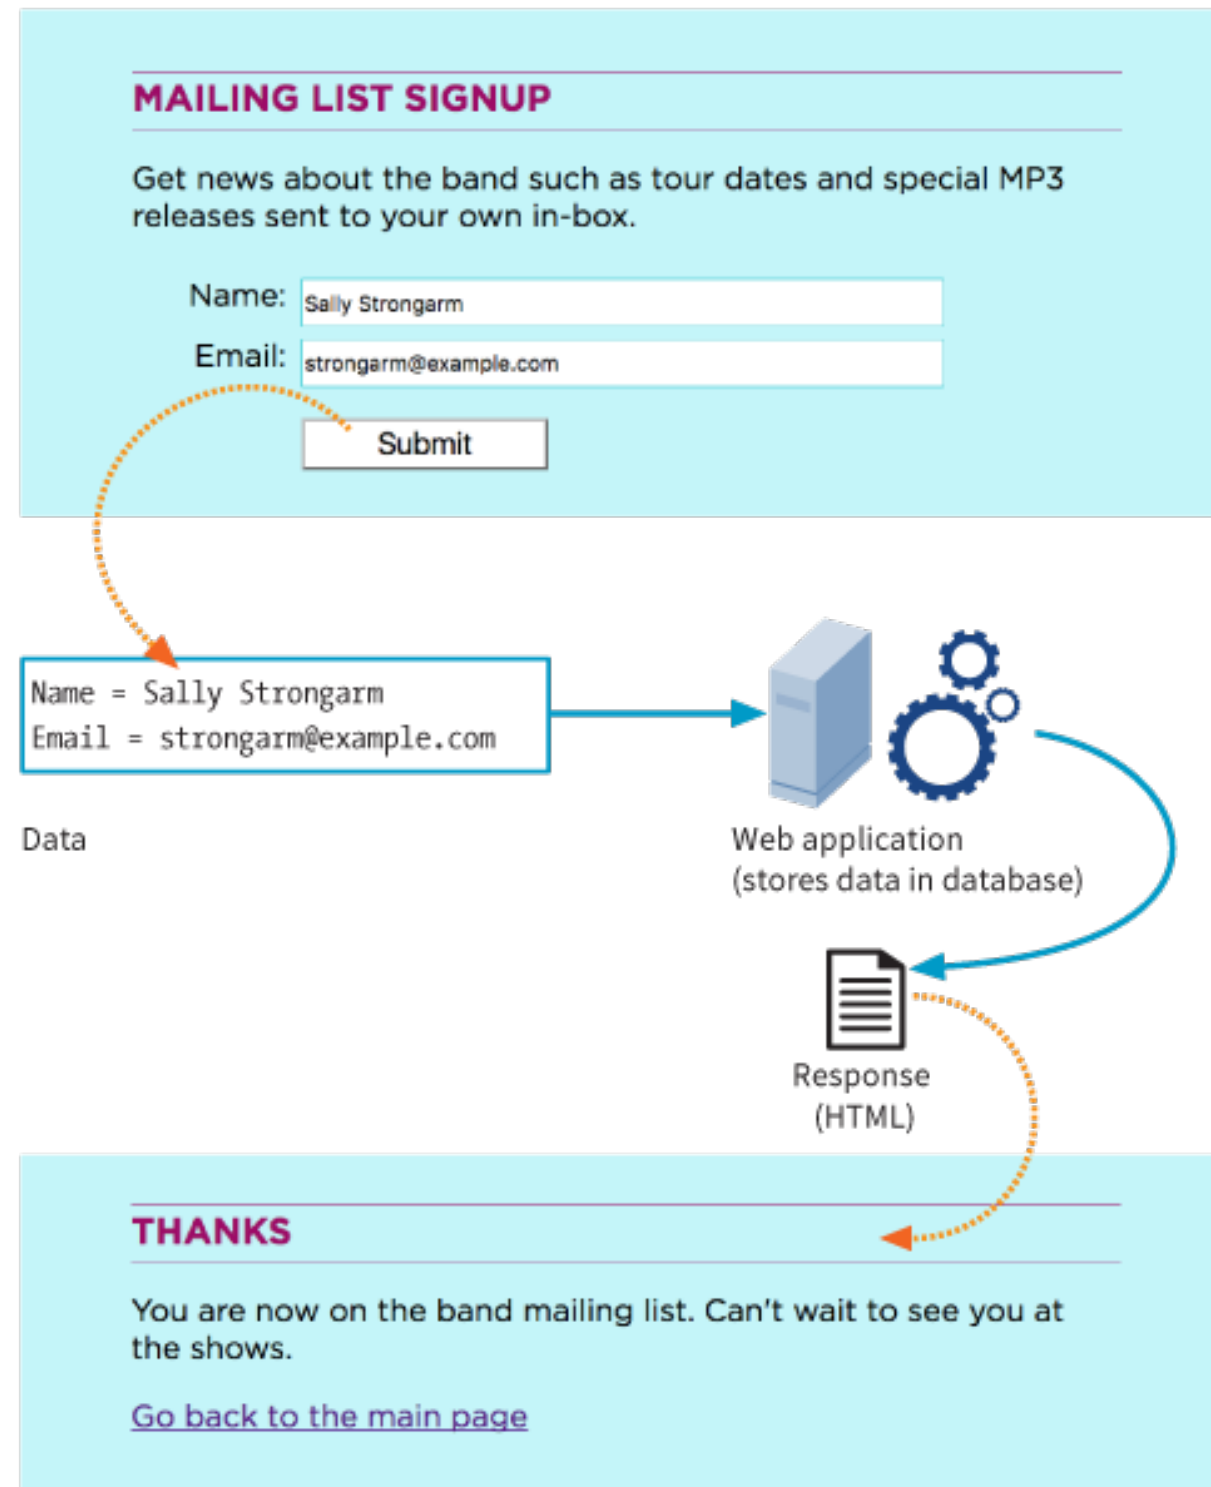 MAILING LIST SIGNUP
Get news about the band such as tour dates and special MP3
releases sent to your own in-box.
Name: Sally Strongarm
Email: strongarm@example.com
Submit
Name = Sally Strongarm
Email = strongarm@example.com
Data
Web application
(stores data in database)
Response
(HTML)
THANKS
You are now on the band mailing list. Can't wait to see you at
the shows.
Go back to the main page